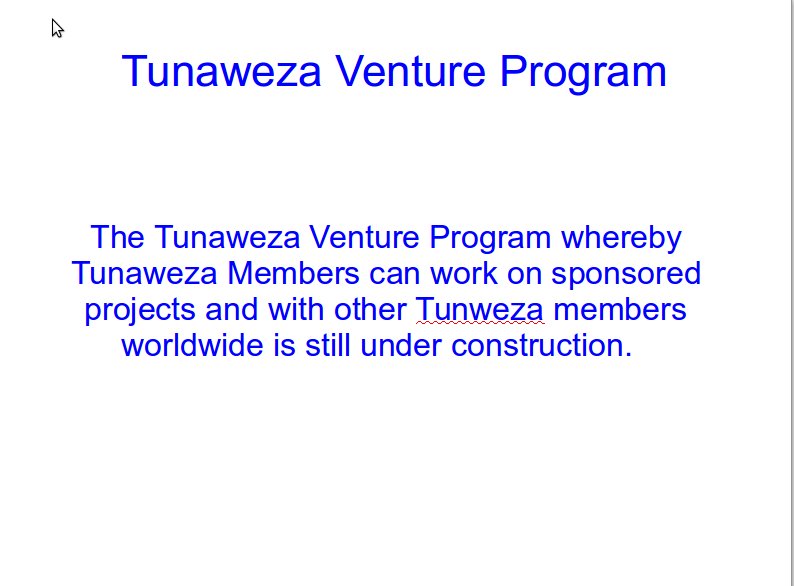 Tunaweza Venture Program
The Tunaweza Venture Program whereby
Tunaweza Members can work on sponsored
projects and with other Tunweza members
worldwide is still under construction.